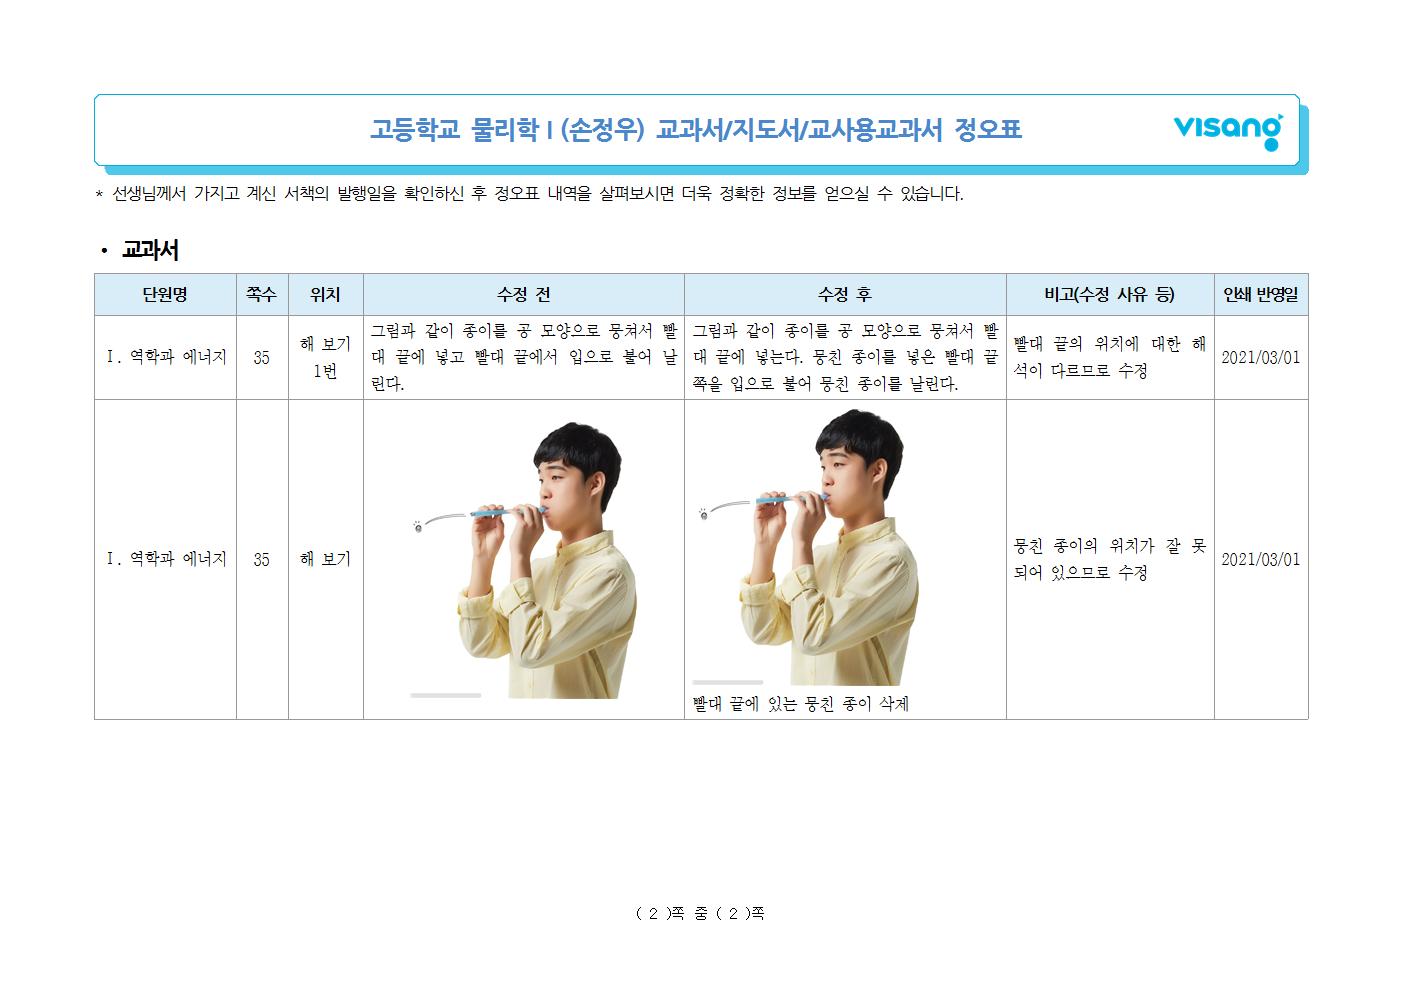 고등학교 물리학Ⅰ(손정우) 교과서/지도서/교사용교과서 정오표
visang
* 선생님께서 가지고 계신 서책의 발행일을 확인하신 후 정오표 내역을 살펴보시면 더욱 정확한 정보를 얻으실 수 있습니다.
• 교과서
단원명 쪽수 위치 수정 전 수정 후 비고(수정 사유 등) 인쇄 반영일
Ⅰ. 역학과 에너지
35
해 보기
1번
그림과 같이 종이를 공 모양으로 뭉쳐서 빨
대 끝에 넣고 빨대 끝에서 입으로 불어 날
린다.
그림과 같이 종이를 공 모양으로 뭉쳐서 빨
대 끝에 넣는다. 뭉친 종이를 넣은 빨대 끝
쪽을 입으로 불어 뭉친 종이를 날린다.
빨대 끝의 위치에 대한 해
석이 다르므로 수정
2021/03/01
Ⅰ. 역학과 에너지
35
해 보기
빨대 끝에 있는 뭉친 종이 삭제
뭉친 종이의 위치가 잘 못
되어 있으므로 수정
2021/03/01
( 2 )쪽 중 ( 2 )쪽